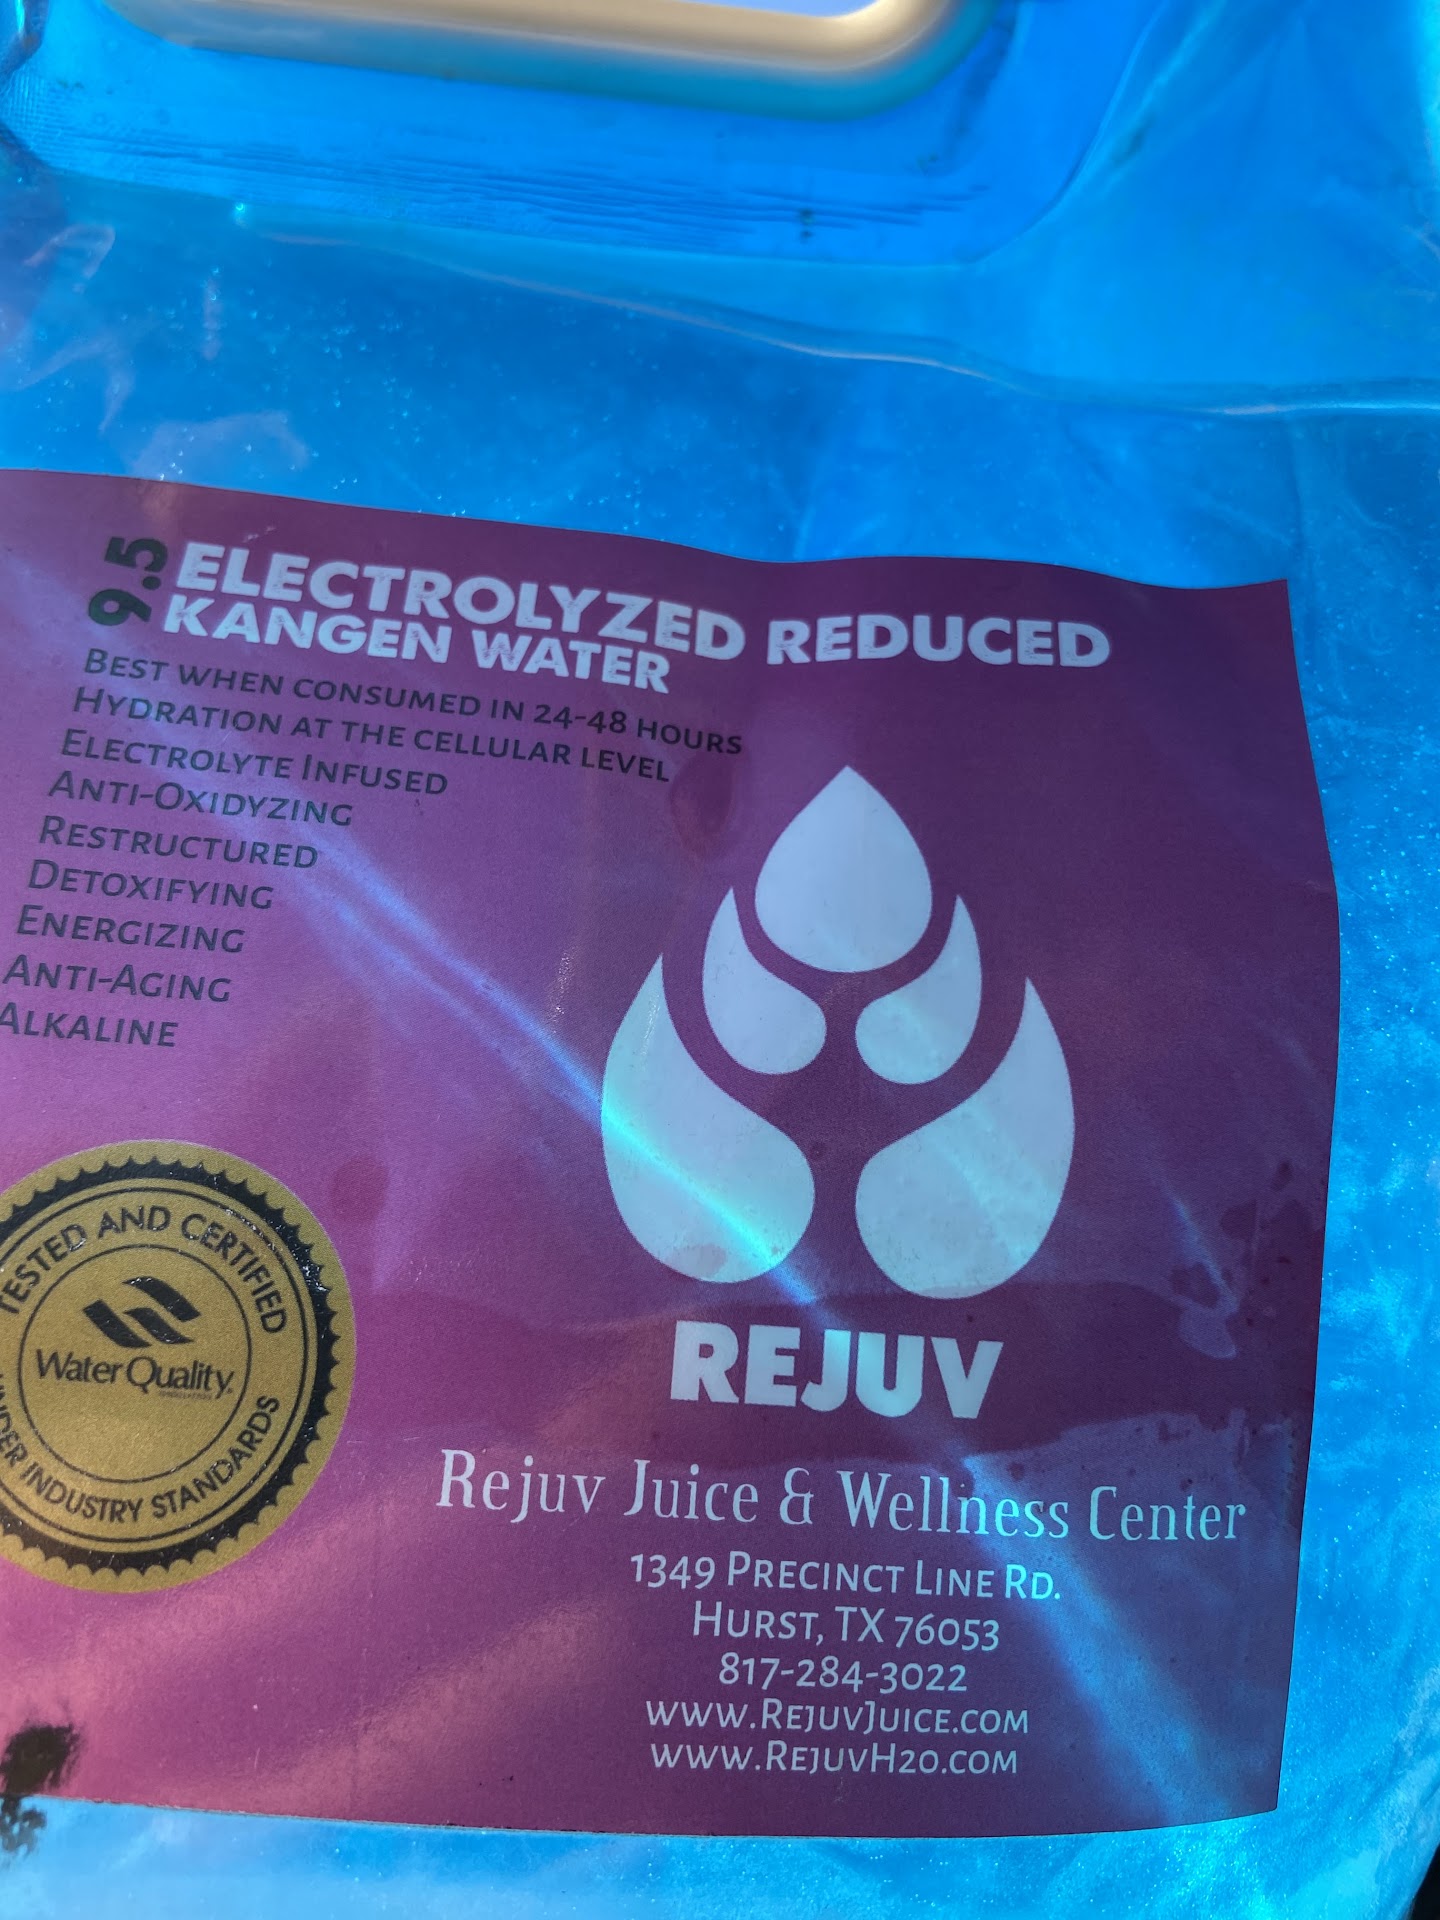 9.5
ELECTROLYZED REDUCED
KANGEN WATER
BEST WHEN CONSUMED IN 24-48 HOURS
HYDRATION AT THE CELLULAR LEVEL
ELECTROLYTE INFUSED
ANTI-OXIDYZING
RESTRUCTURED
DETOXIFYING
ENERGIZING
ANTI-AGING
ALKALINE
TESTED AND CERTIFIED
Water Quality
UNDER INDUSTRY STANDARDS
REJUV
Rejuv Juice & Wellness Center
1349 PRECINCT LINE RD.
HURST, TX 76053
817-284-3022
WWW.REJUVJUICE.COM
WWW.REJUVH20.COM